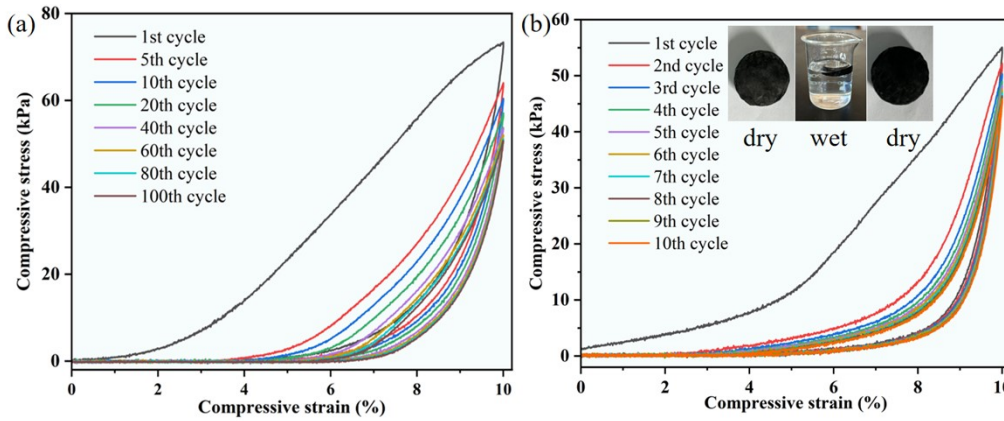 (a)
80
60
40
20
0
Compressive stress (kPa)
1st cycle
5th cycle
10th cycle
20th cycle
40th cycle
60th cycle
80th cycle
100th cycle
0 2 4 6 8 10
Compressive strain (%)
(b)
60
50
40
30
20
10
0
Compressive stress (kPa)
1st cycle
2nd cycle
3rd cycle
4th cycle
5th cycle
6th cycle
7th cycle
8th cycle
9th cycle
10th cycle
dry wet dry
0 2 4 6 8 10
Compressive strain (%)